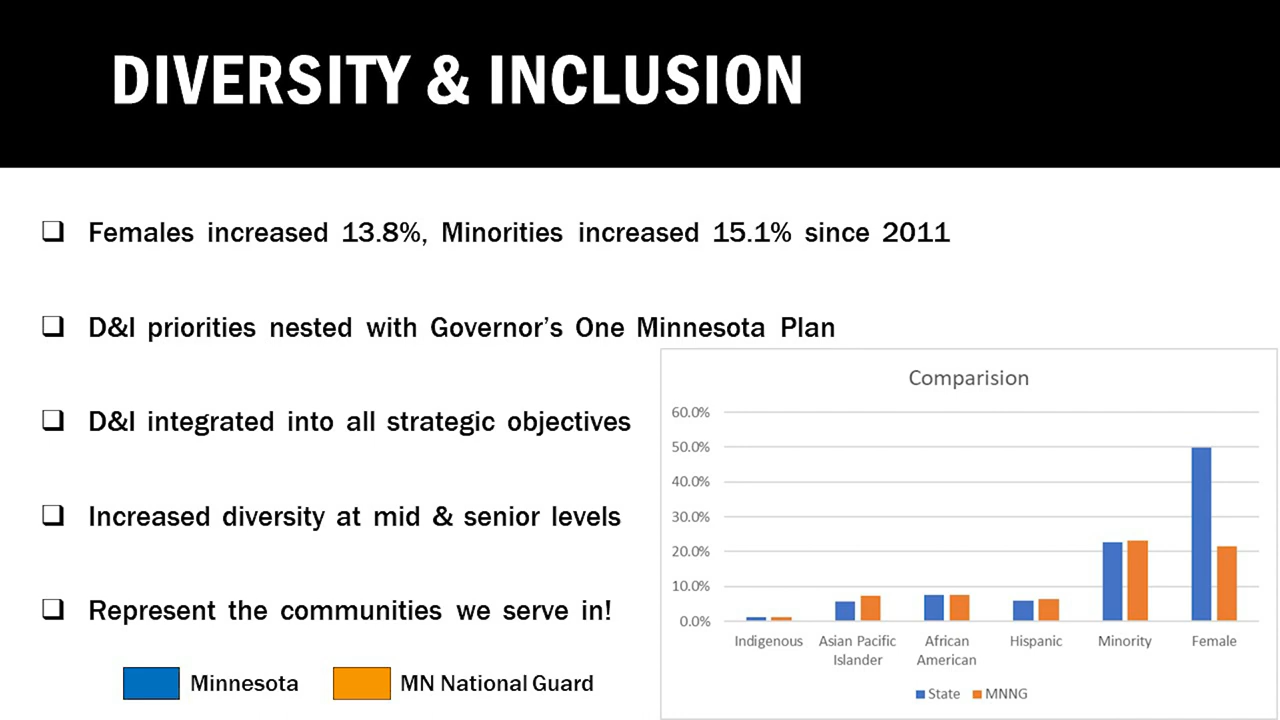 DIVERSITY & INCLUSION
❑ Females increased 13.8%, Minorities increased 15.1% since 2011
❑ D&I priorities nested with Governor’s One Minnesota Plan
❑ D&I integrated into all strategic objectives
❑ Increased diversity at mid & senior levels
❑ Represent the communities we serve in!
Minnesota MN National Guard
Comparision
60.0%
50.0%
40.0%
30.0%
20.0%
10.0%
0.0%
Indigenous Asian Pacific African Hispanic Minority Female
Islander American
State MNNG